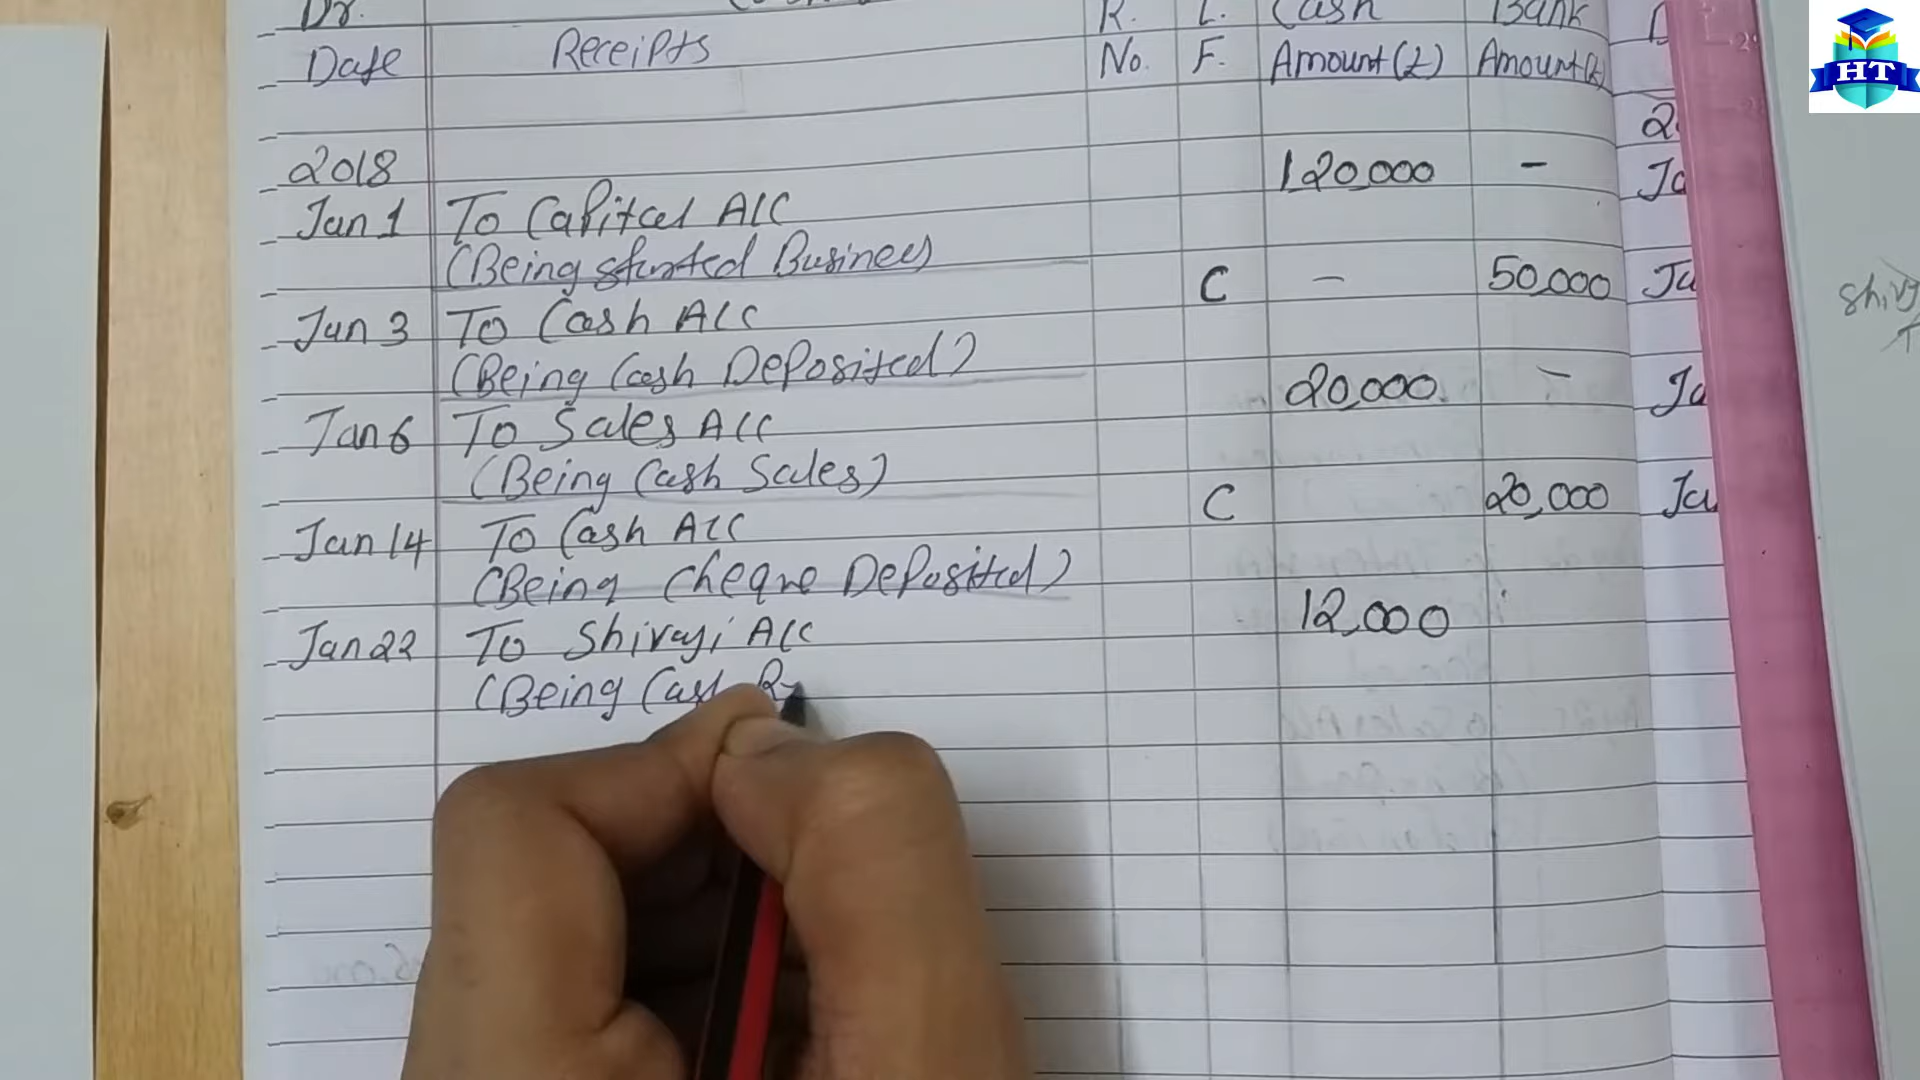 Dr. R. L. Cash Bank
Date Receipts No. F. Amount(₹) Amount(₹)
2018 1,20,000 -
Jan 1 To Capital A/C
(Being started Business)
Jan 3 To Cash A/C C - 50,000
(Being Cash Deposited)
Jan 6 To Sales A/C 20,000 -
(Being Cash Sales)
Jan 14 To Cash A/C C 20,000
(Being Cheque Deposited)
Jan 22 To Shivaji A/C 12,000
(Being Cash
HT